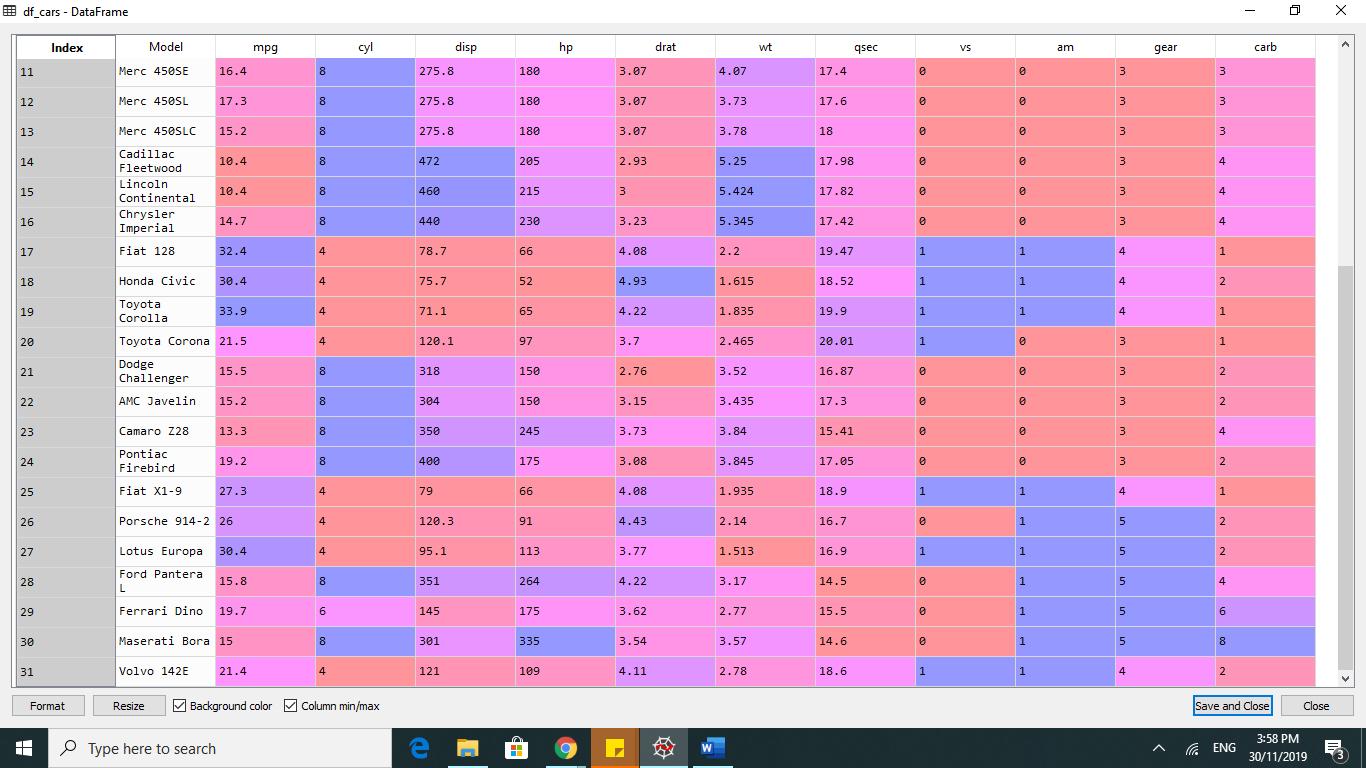 df_cars - DataFrame
Index Model mpg cyl disp hp drat wt qsec vs am gear carb
11 Merc 450SE 16.4 8 275.8 180 3.07 4.07 17.4 0 0 3 3
12 Merc 450SL 17.3 8 275.8 180 3.07 3.73 17.6 0 0 3 3
13 Merc 450SLC 15.2 8 275.8 180 3.07 3.78 18 0 0 3 3
14 Cadillac Fleetwood 10.4 8 472 205 2.93 5.25 17.98 0 0 3 4
15 Lincoln Continental 10.4 8 460 215 3 5.424 17.82 0 0 3 4
16 Chrysler Imperial 14.7 8 440 230 3.23 5.345 17.42 0 0 3 4
17 Fiat 128 32.4 4 78.7 66 4.08 2.2 19.47 1 1 4 1
18 Honda Civic 30.4 4 75.7 52 4.93 1.615 18.52 1 1 4 2
19 Toyota Corolla 33.9 4 71.1 65 4.22 1.835 19.9 1 1 4 1
20 Toyota Corona 21.5 4 120.1 97 3.7 2.465 20.01 1 0 3 1
21 Dodge Challenger 15.5 8 318 150 2.76 3.52 16.87 0 0 3 2
22 AMC Javelin 15.2 8 304 150 3.15 3.435 17.3 0 0 3 2
23 Camaro Z28 13.3 8 350 245 3.73 3.84 15.41 0 0 3 4
24 Pontiac Firebird 19.2 8 400 175 3.08 3.845 17.05 0 0 3 2
25 Fiat X1-9 27.3 4 79 66 4.08 1.935 18.9 1 1 4 1
26 Porsche 914-2 26 4 120.3 91 4.43 2.14 16.7 0 1 5 2
27 Lotus Europa 30.4 4 95.1 113 3.77 1.513 16.9 1 1 5 2
28 Ford Pantera L 15.8 8 351 264 4.22 3.17 14.5 0 1 5 4
29 Ferrari Dino 19.7 6 145 175 3.62 2.77 15.5 0 1 5 6
30 Maserati Bora 15 8 301 335 3.54 3.57 14.6 0 1 5 8
31 Volvo 142E 21.4 4 121 109 4.11 2.78 18.6 1 1 4 2
Format Resize Background color Column min/max Save and Close Close
Type here to search ENG 3:58 PM
30/11/2019 3